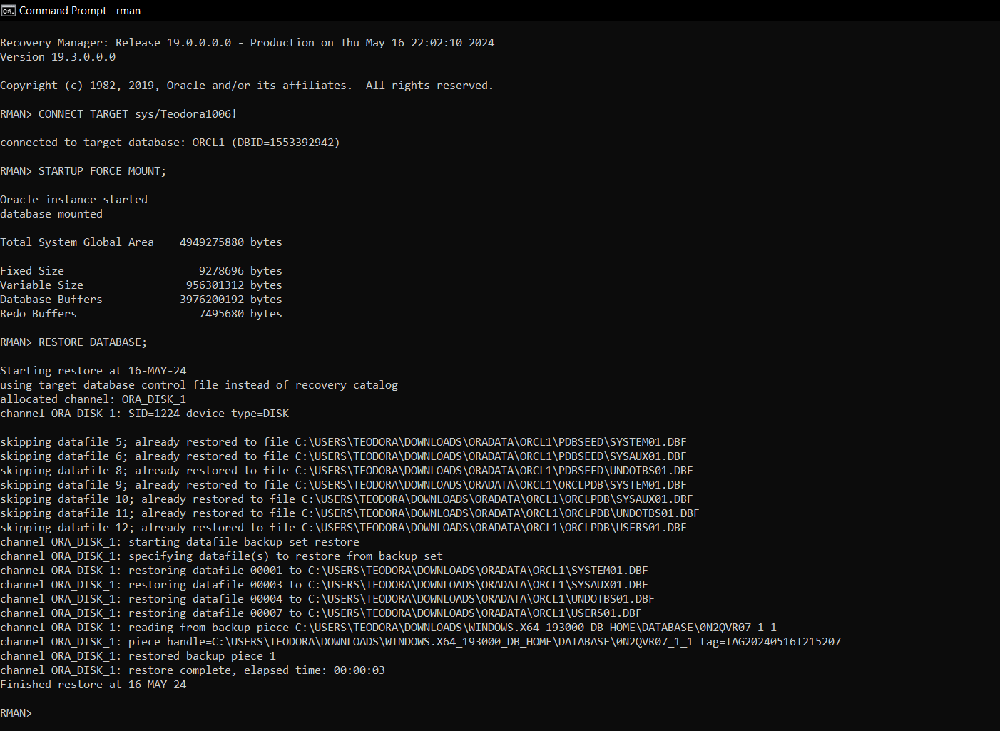 Command Prompt - rman
Recovery Manager: Release 19.0.0.0.0 - Production on Thu May 16 22:02:10 2024
Version 19.3.0.0.0
Copyright (c) 1982, 2019, Oracle and/or its affiliates.  All rights reserved.
RMAN> CONNECT TARGET sys/Teodora1006!
connected to target database: ORCL1 (DBID=1553392942)
RMAN> STARTUP FORCE MOUNT;
Oracle instance started
database mounted
Total System Global Area    4949275880 bytes
Fixed Size                     9278696 bytes
Variable Size                956301312 bytes
Database Buffers            3976200192 bytes
Redo Buffers                   7495680 bytes
RMAN> RESTORE DATABASE;
Starting restore at 16-MAY-24
using target database control file instead of recovery catalog
allocated channel: ORA_DISK_1
channel ORA_DISK_1: SID=1224 device type=DISK
skipping datafile 5; already restored to file C:\USERS\TEODORA\DOWNLOADS\ORADATA\ORCL1\PDBSEED\SYSTEM01.DBF
skipping datafile 6; already restored to file C:\USERS\TEODORA\DOWNLOADS\ORADATA\ORCL1\PDBSEED\SYSAUX01.DBF
skipping datafile 8; already restored to file C:\USERS\TEODORA\DOWNLOADS\ORADATA\ORCL1\PDBSEED\UNDOTBS01.DBF
skipping datafile 9; already restored to file C:\USERS\TEODORA\DOWNLOADS\ORADATA\ORCL1\ORCLPDB\SYSTEM01.DBF
skipping datafile 10; already restored to file C:\USERS\TEODORA\DOWNLOADS\ORADATA\ORCL1\ORCLPDB\SYSAUX01.DBF
skipping datafile 11; already restored to file C:\USERS\TEODORA\DOWNLOADS\ORADATA\ORCL1\ORCLPDB\UNDOTBS01.DBF
skipping datafile 12; already restored to file C:\USERS\TEODORA\DOWNLOADS\ORADATA\ORCL1\ORCLPDB\USERS01.DBF
channel ORA_DISK_1: starting datafile backup set restore
channel ORA_DISK_1: specifying datafile(s) to restore from backup set
channel ORA_DISK_1: restoring datafile 00001 to C:\USERS\TEODORA\DOWNLOADS\ORADATA\ORCL1\SYSTEM01.DBF
channel ORA_DISK_1: restoring datafile 00003 to C:\USERS\TEODORA\DOWNLOADS\ORADATA\ORCL1\SYSAUX01.DBF
channel ORA_DISK_1: restoring datafile 00004 to C:\USERS\TEODORA\DOWNLOADS\ORADATA\ORCL1\UNDOTBS01.DBF
channel ORA_DISK_1: restoring datafile 00007 to C:\USERS\TEODORA\DOWNLOADS\ORADATA\ORCL1\USERS01.DBF
channel ORA_DISK_1: reading from backup piece C:\USERS\TEODORA\DOWNLOADS\WINDOWS.X64_193000_DB_HOME\DATABASE\0N2QVR07_1_1
channel ORA_DISK_1: piece handle=C:\USERS\TEODORA\DOWNLOADS\WINDOWS.X64_193000_DB_HOME\DATABASE\0N2QVR07_1_1 tag=TAG20240516T215207
channel ORA_DISK_1: restored backup piece 1
channel ORA_DISK_1: restore complete, elapsed time: 00:00:03
Finished restore at 16-MAY-24
RMAN>